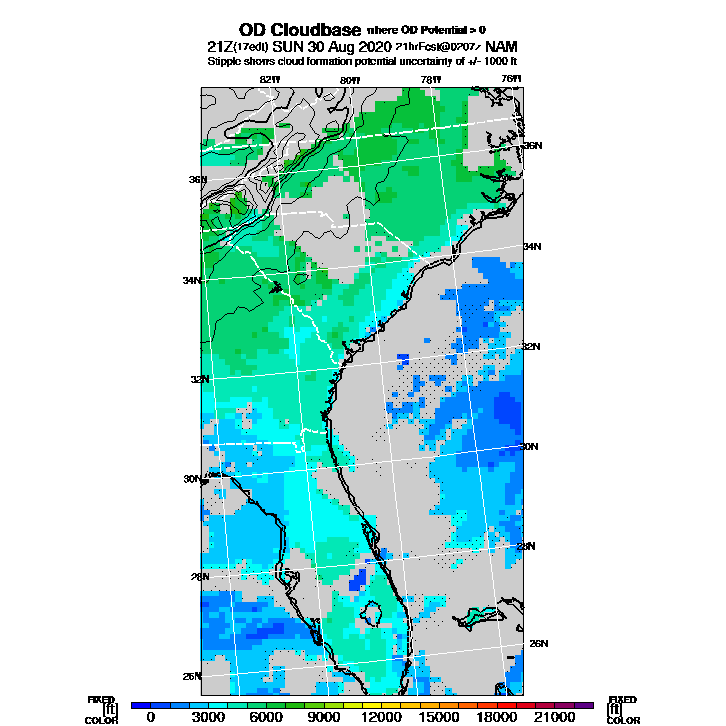 OD Cloudbase where OD Potential > 0
21Z(17edt) SUN 30 Aug 2020 21hrFcst@0207z NAM
Stipple shows cloud formation potential uncertainty of +/- 1000 ft
82W 80W 78W 76W
36N
36N
34N
34N
32N
32N
30N
30N
28N
28N
26N
26N
FIXED FIXED
[ft] [ft]
COLOR 0 3000 6000 9000 12000 15000 18000 21000 COLOR